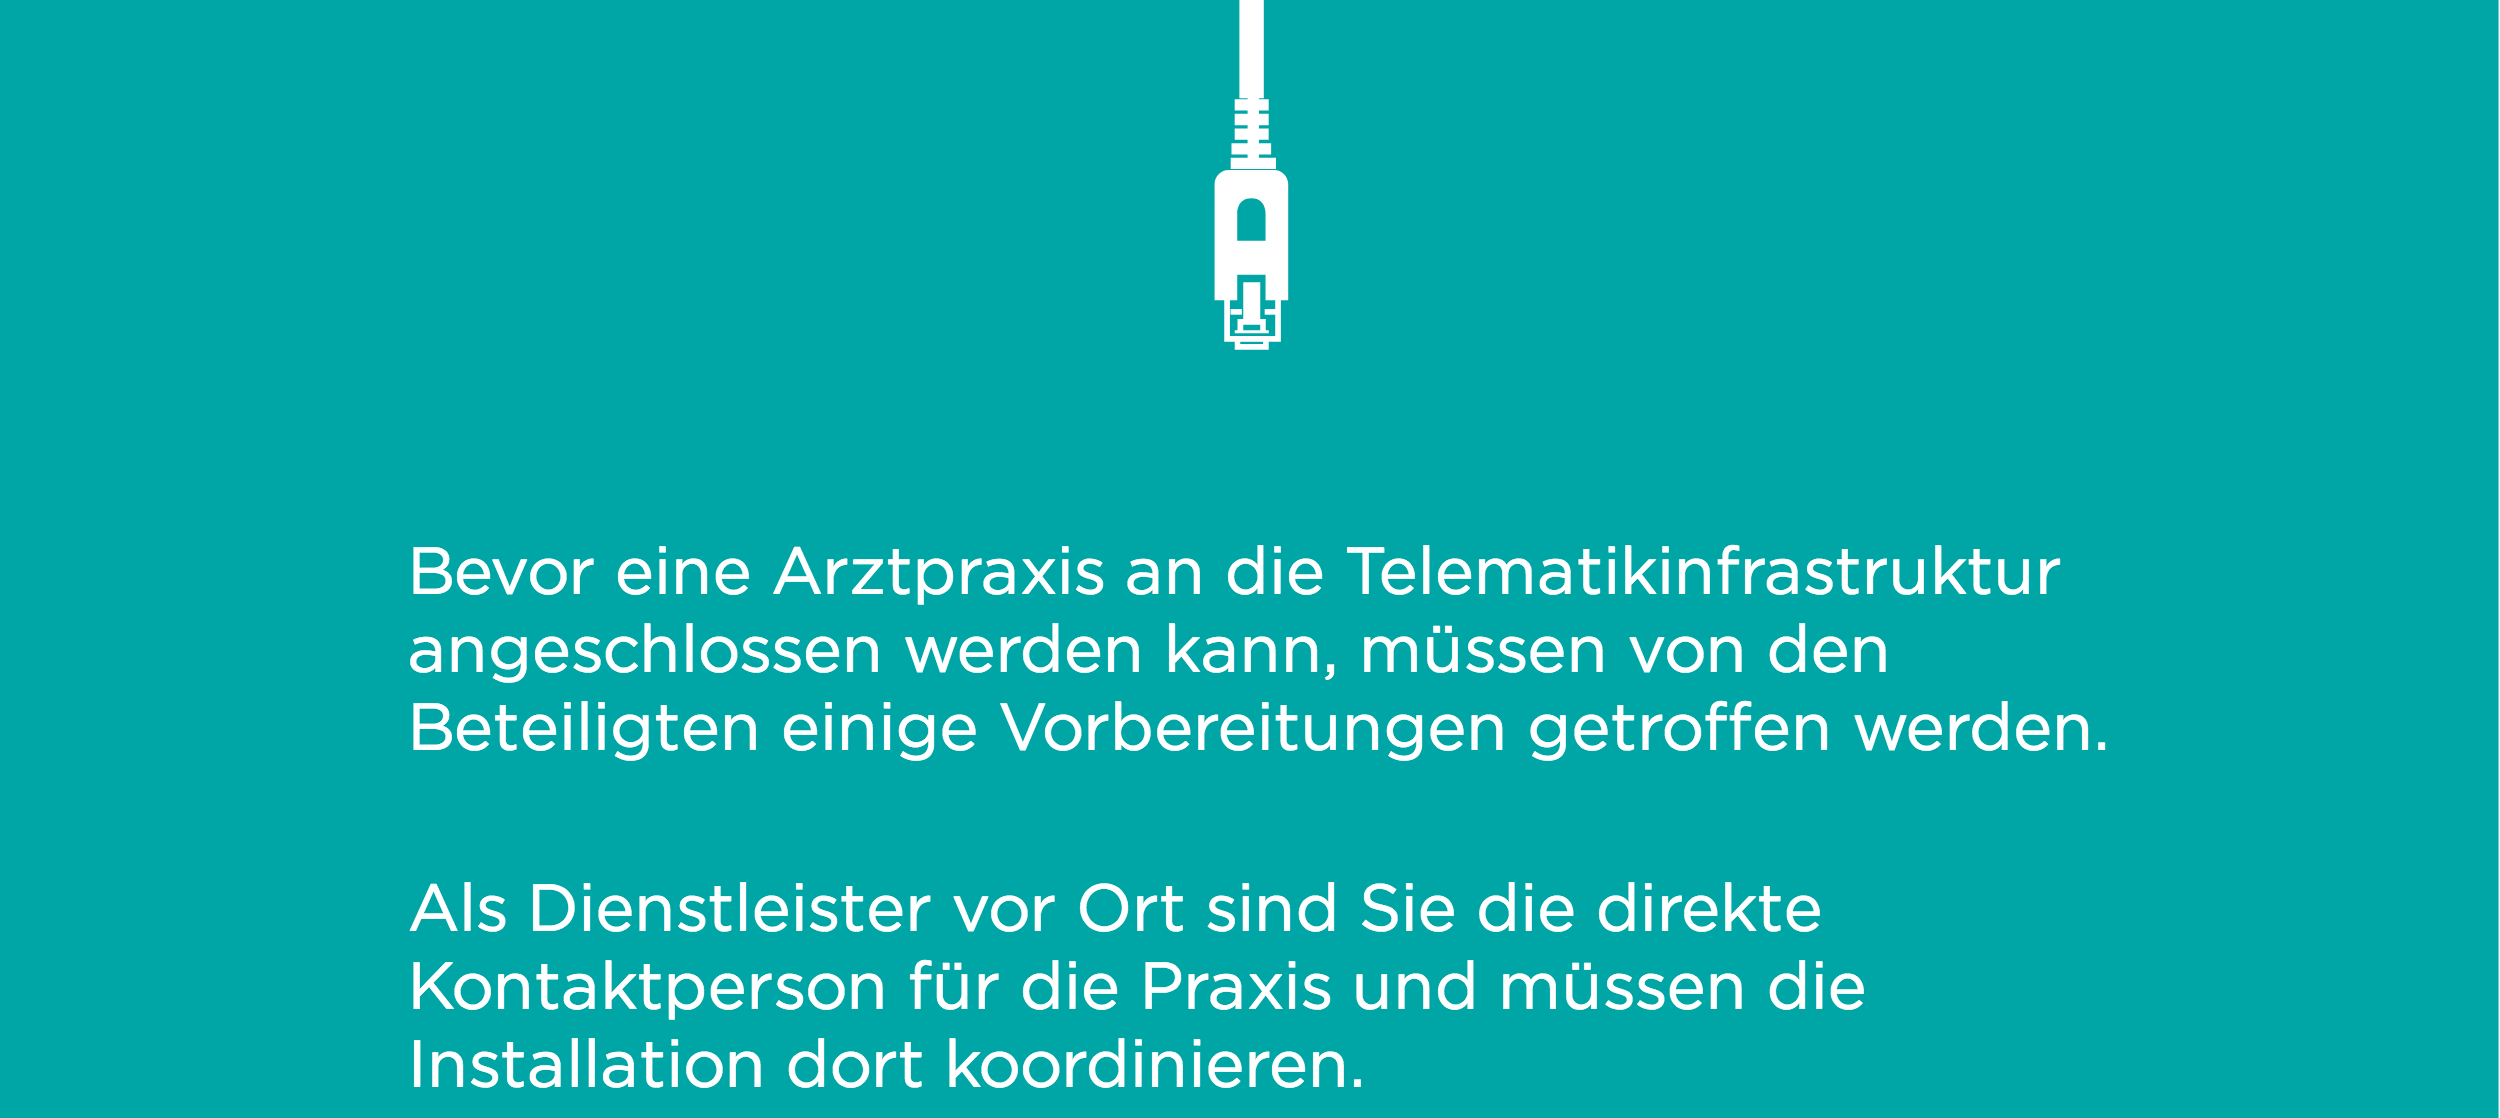 Bevor eine Arztpraxis an die Telematikinfrastruktur
angeschlossen werden kann, müssen von den
Beteiligten einige Vorbereitungen getroffen werden.
Als Dienstleister vor Ort sind Sie die direkte
Kontaktperson für die Praxis und müssen die
Installation dort koordinieren.